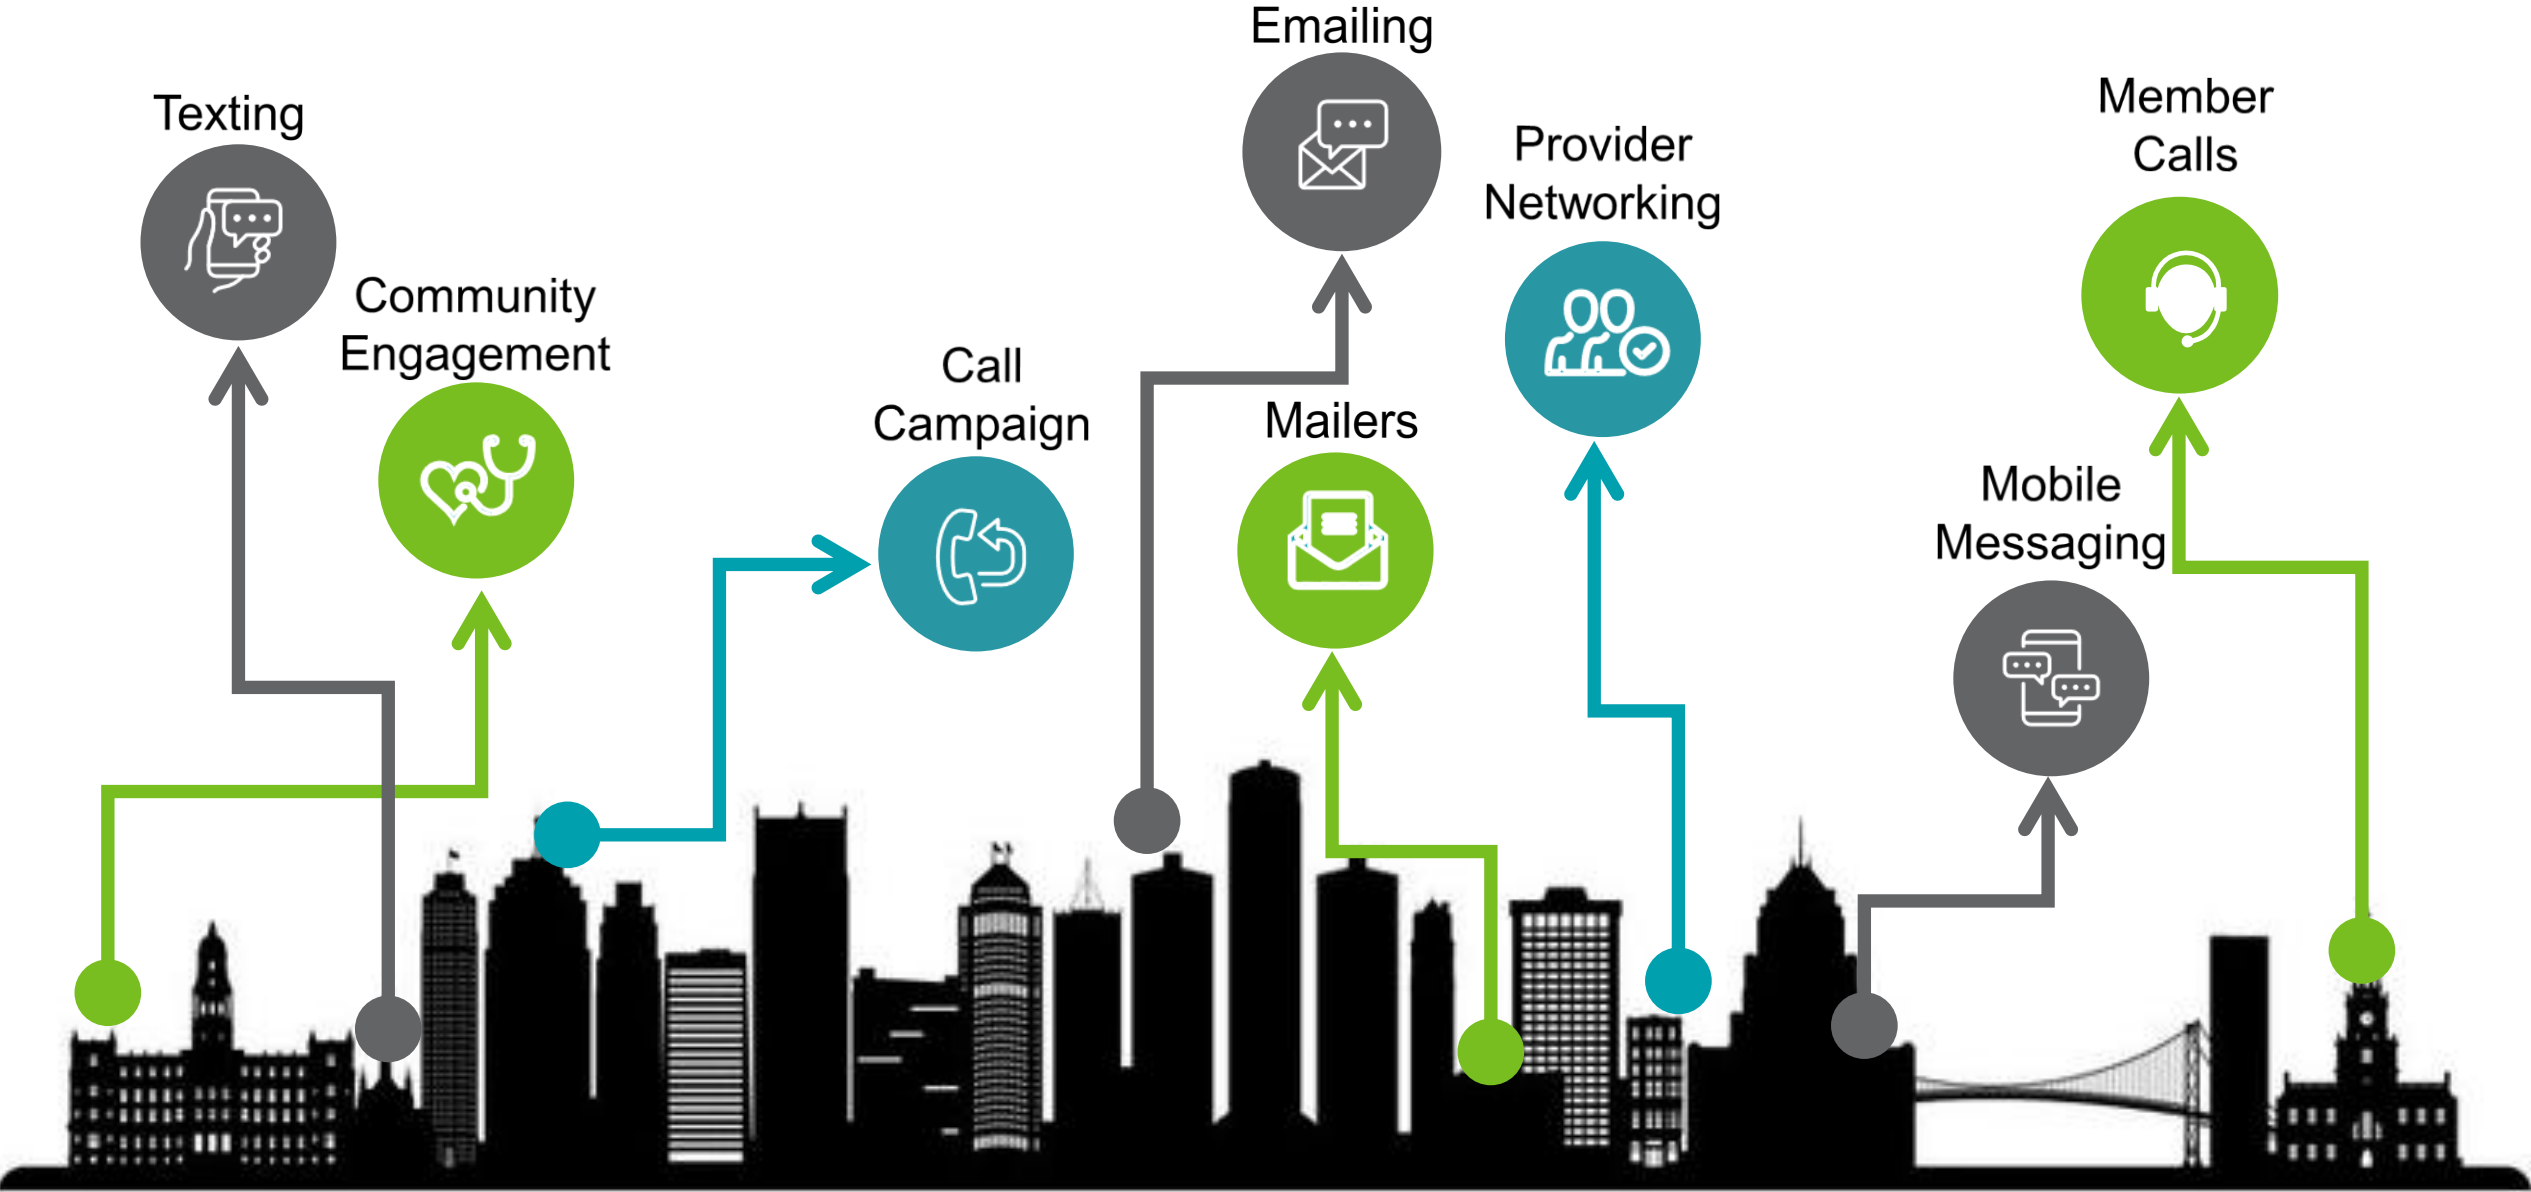 Texting
Community
Engagement
Call
Campaign
Emailing
Mailers
Provider
Networking
Mobile
Messaging
Member
Calls